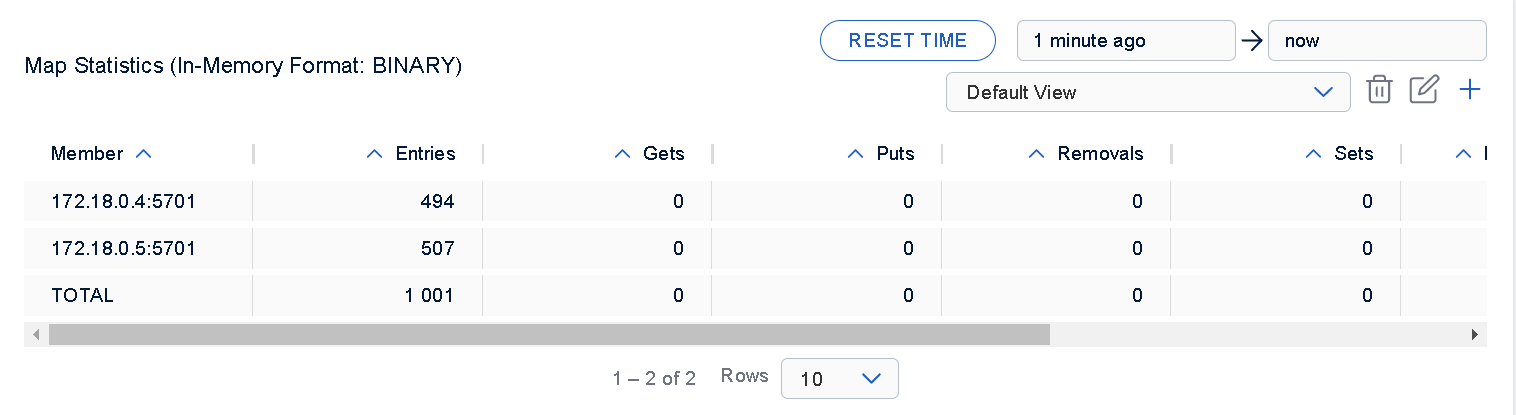 RESET TIME 1 minute ago now
Map Statistics (In-Memory Format: BINARY)
Default View
Member Entries Gets Puts Removals Sets
172.18.0.4:5701 494 0 0 0 0
172.18.0.5:5701 507 0 0 0 0
TOTAL 1 001 0 0 0 0
1 – 2 of 2 Rows 10